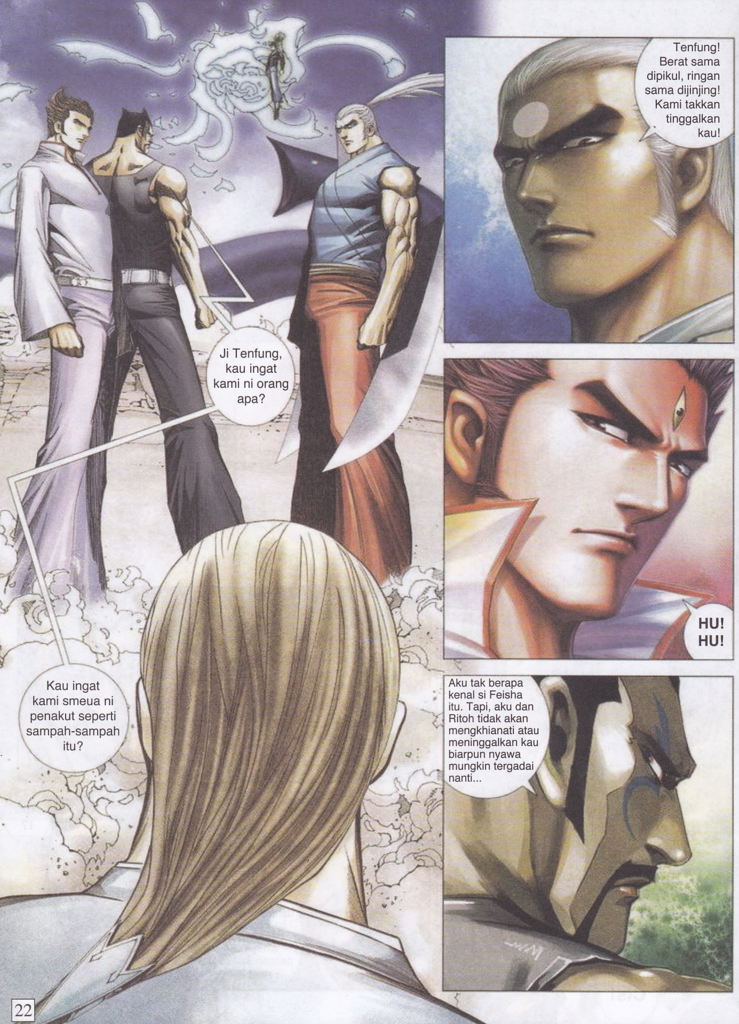 Ji Tenfung,
kau ingat
kami ni orang
apa?
Kau ingat
kami smeua ni
penakut seperti
sampah-sampah
itu?
Tenfung!
Berat sama
dipikul, ringan
sama dijinjing!
Kami takkan
tinggalkan
kau!
HU!
HU!
Aku tak berapa
kenal si Feisha
itu. Tapi, aku dan
Ritoh tidak akan
mengkhianati atau
meninggalkan kau
biarpun nyawa
mungkin tergadai
nanti...
22